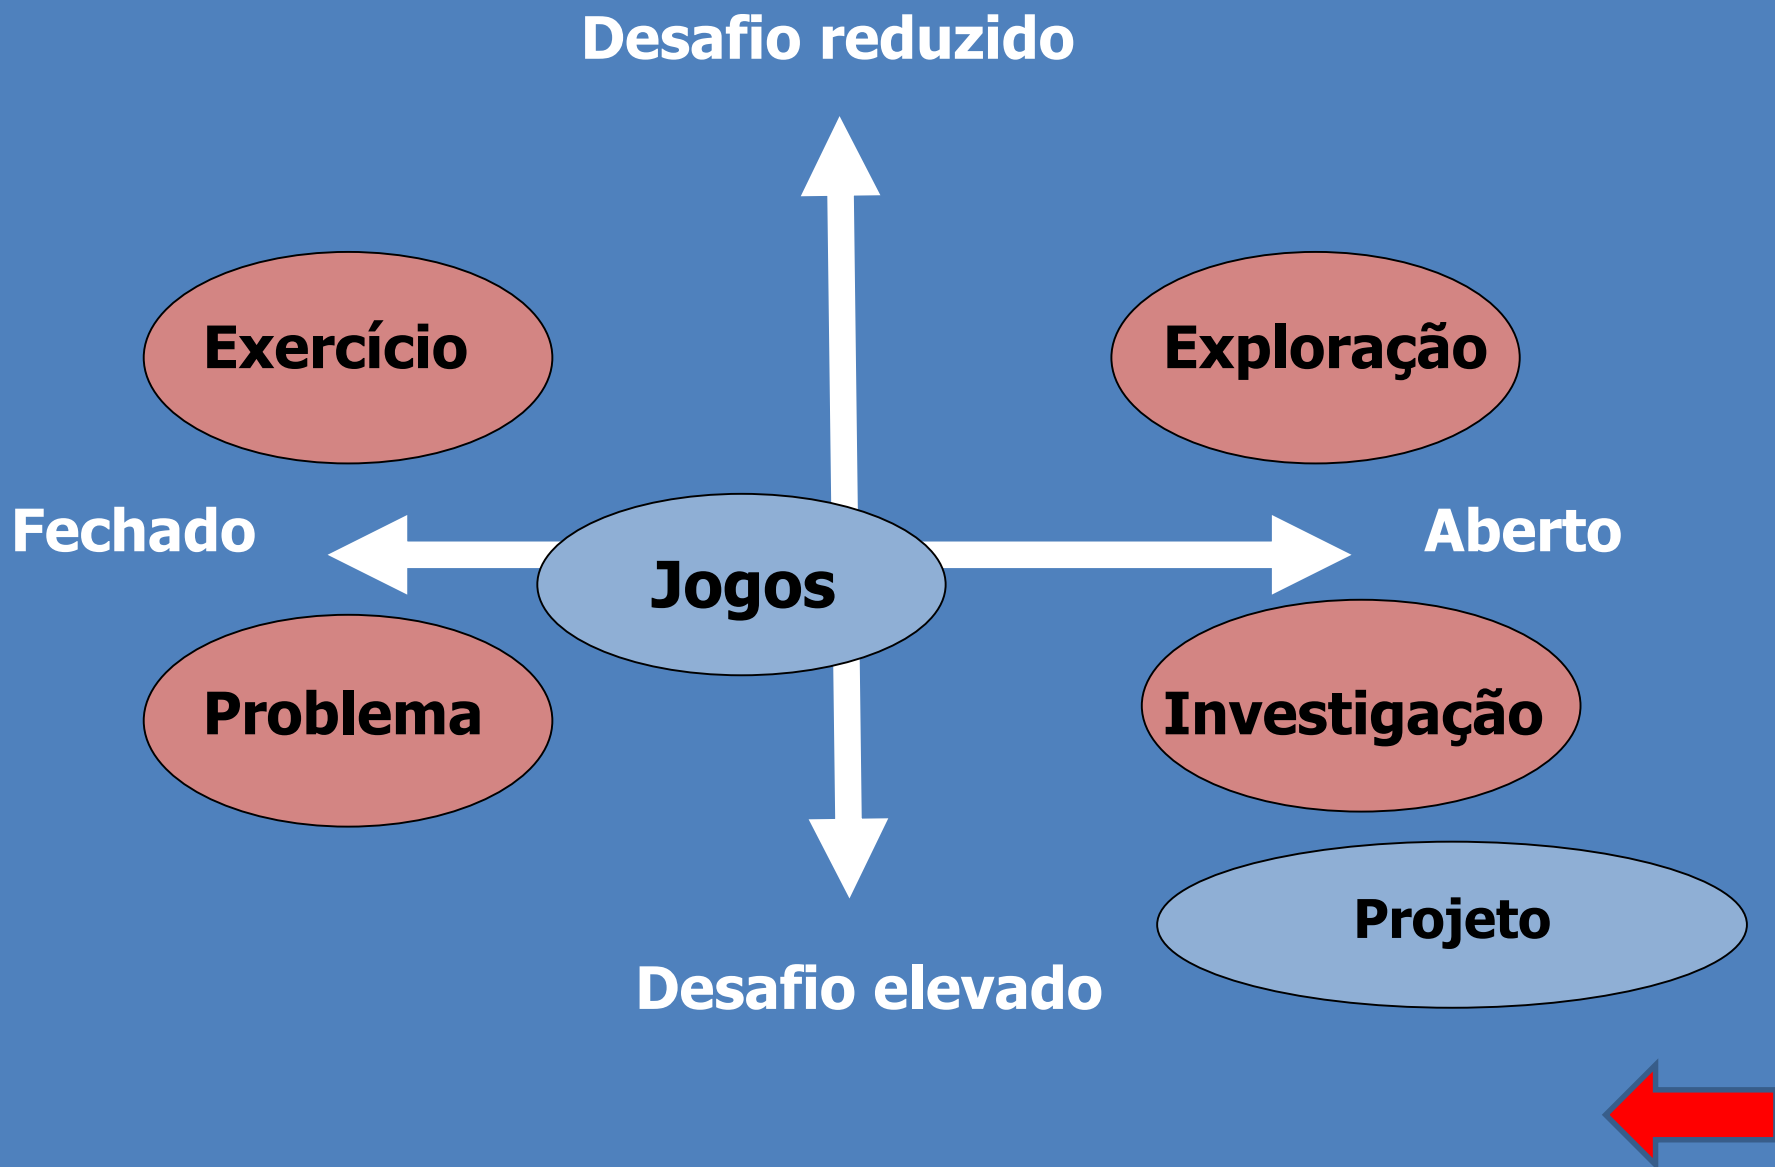 Desafio reduzido
Exercício
Exploração
Fechado
Aberto
Jogos
Problema
Investigação
Projeto
Desafio elevado